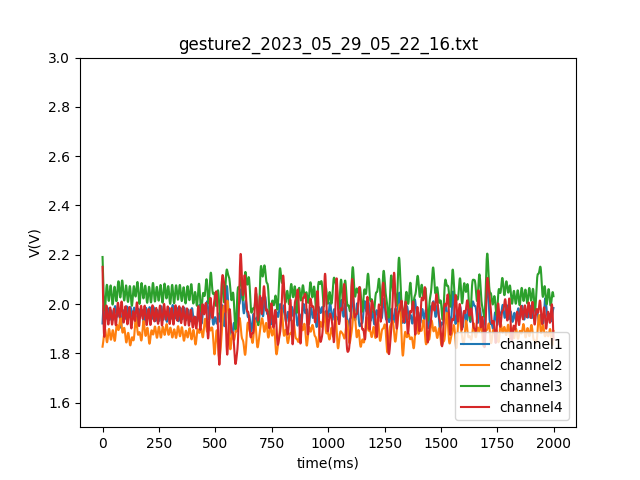 gesture2_2023_05_29_05_22_16.txt
3.0
2.8
2.6
2.4
2.2
2.0
1.8
1.6
V(V)
channel1
channel2
channel3
channel4
0 250 500 750 1000 1250 1500 1750 2000
time(ms)